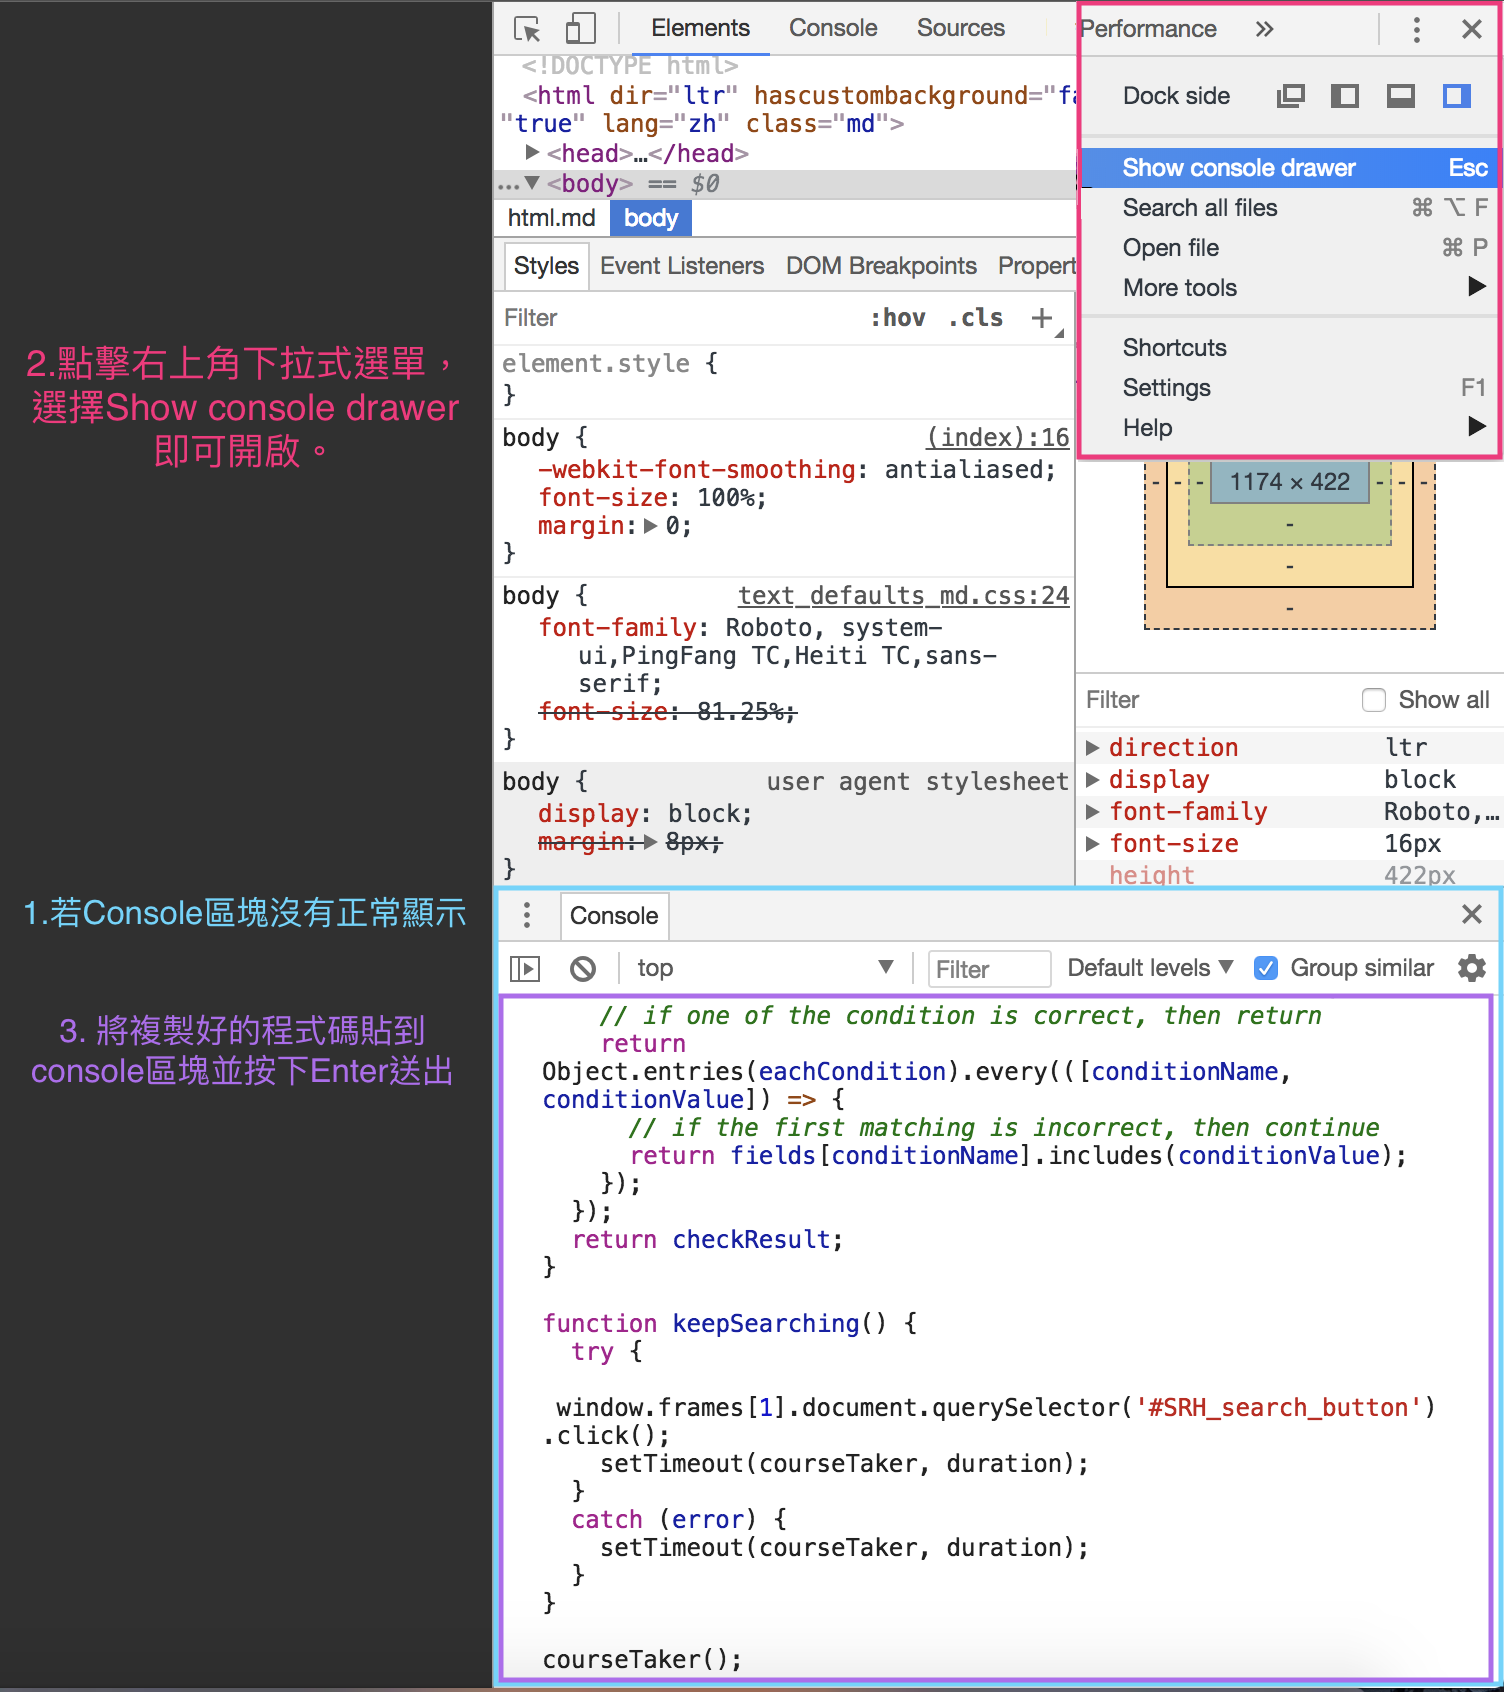 Elements Console Sources Performance »
<!DOCTYPE html>
<html dir="ltr" hascustombackground="fa
"true" lang="zh" class="md">
<head>…</head>
…<body> == $0
html.md body
Styles Event Listeners DOM Breakpoints Propert
Filter :hov .cls +
element.style {
}
body { (index):16
-webkit-font-smoothing: antialiased;
font-size: 100%;
margin: 0;
}
body { text_defaults_md.css:24
font-family: Roboto, system-
ui,PingFang TC,Heiti TC,sans-
serif;
font-size: 81.25%;
}
body { user agent stylesheet
display: block;
margin: 8px;
}
Dock side
Show console drawer Esc
Search all files ⌘ ⌥ F
Open file ⌘ P
More tools
Shortcuts
Settings F1
Help
- - - 1174 × 422 - - -
-
-
-
Filter Show all
direction ltr
display block
font-family Roboto,…
font-size 16px
height 422px
2.點擊右上角下拉式選單，
選擇Show console drawer
即可開啟。
1.若Console區塊沒有正常顯示
3. 將複製好的程式碼貼到
console區塊並按下Enter送出
Console
top Filter Default levels Group similar
// if one of the condition is correct, then return
return
Object.entries(eachCondition).every(([conditionName,
conditionValue]) => {
// if the first matching is incorrect, then continue
return fields[conditionName].includes(conditionValue);
});
});
return checkResult;
}
function keepSearching() {
try {
window.frames[1].document.querySelector('#SRH_search_button')
.click();
setTimeout(courseTaker, duration);
}
catch (error) {
setTimeout(courseTaker, duration);
}
}
courseTaker();